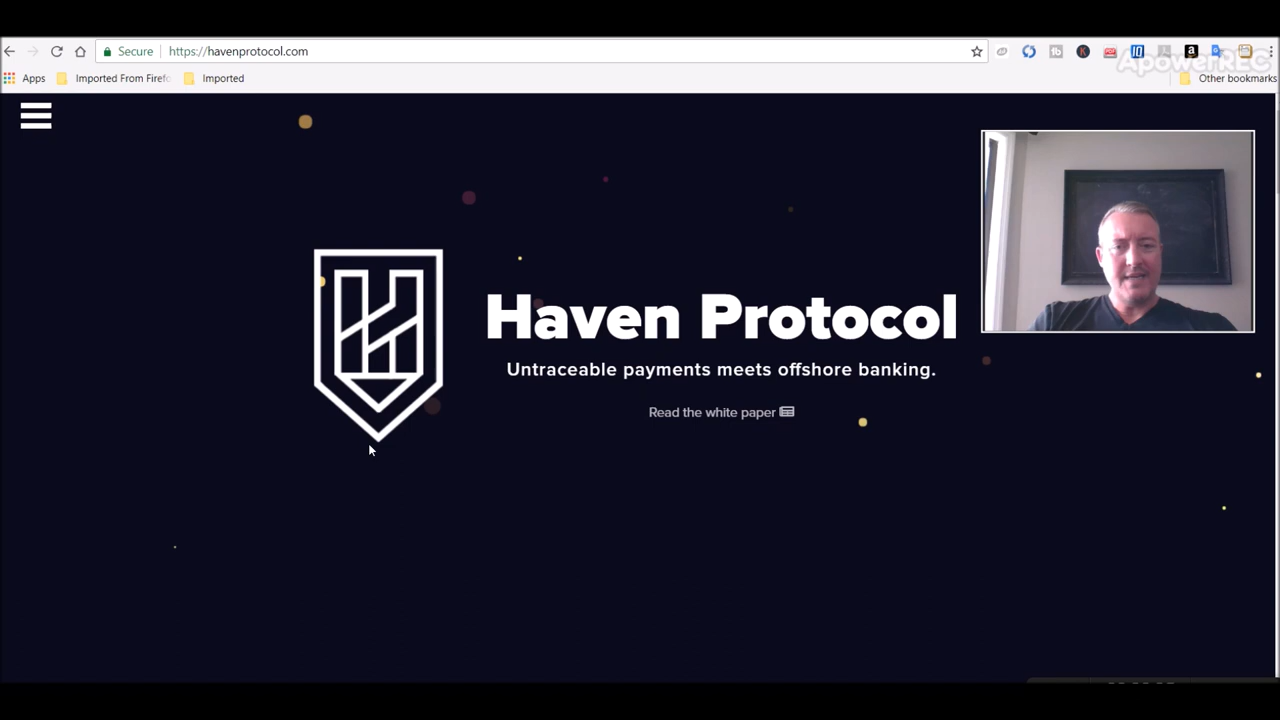 Secure https://havenprotocol.com
ApowerREC
Apps Imported From Firefo Imported Other bookmarks
Haven Protocol
Untraceable payments meets offshore banking.
Read the white paper